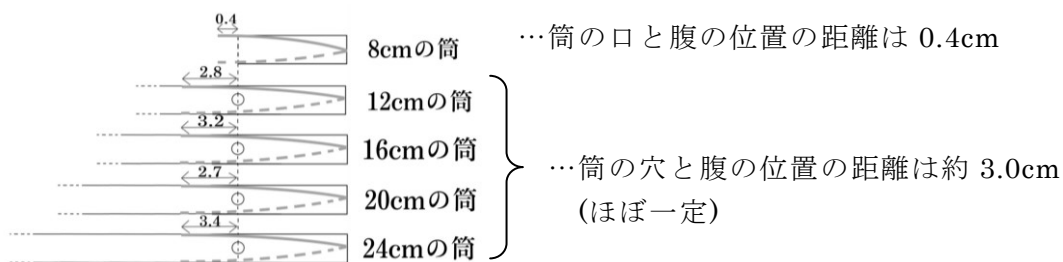 0.4
8cmの筒
…筒の口と腹の位置の距離は 0.4cm
2.8
12cmの筒
3.2
16cmの筒
2.7
20cmの筒
3.4
24cmの筒
…筒の穴と腹の位置の距離は約 3.0cm
(ほぼ一定)